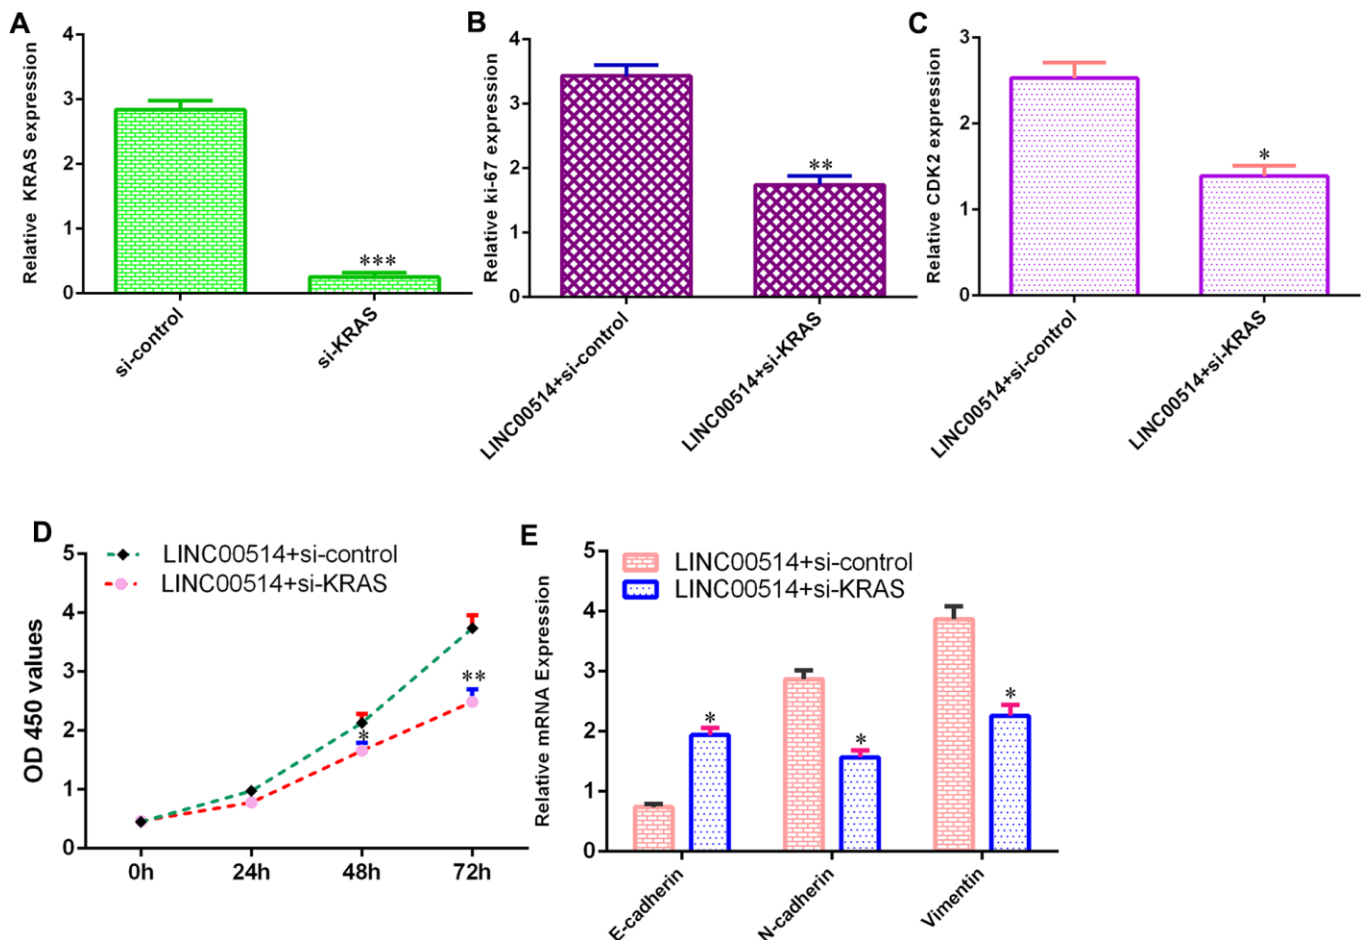 A
Relative KRAS expression
4
3
2
1
0
***
si-control
si-KRAS
B
Relative ki-67 expression
4
3
2
1
0
**
LINC00514+si-control
LINC00514+si-KRAS
C
Relative CDK2 expression
3
2
1
0
*
LINC00514+si-control
LINC00514+si-KRAS
D
LINC00514+si-control
LINC00514+si-KRAS
OD 450 values
5
4
3
2
1
0
**
*
0h
24h
48h
72h
E
LINC00514+si-control
LINC00514+si-KRAS
Relative mRNA Expression
5
4
3
2
1
0
*
*
*
E-cadherin
N-cadherin
Vimentin